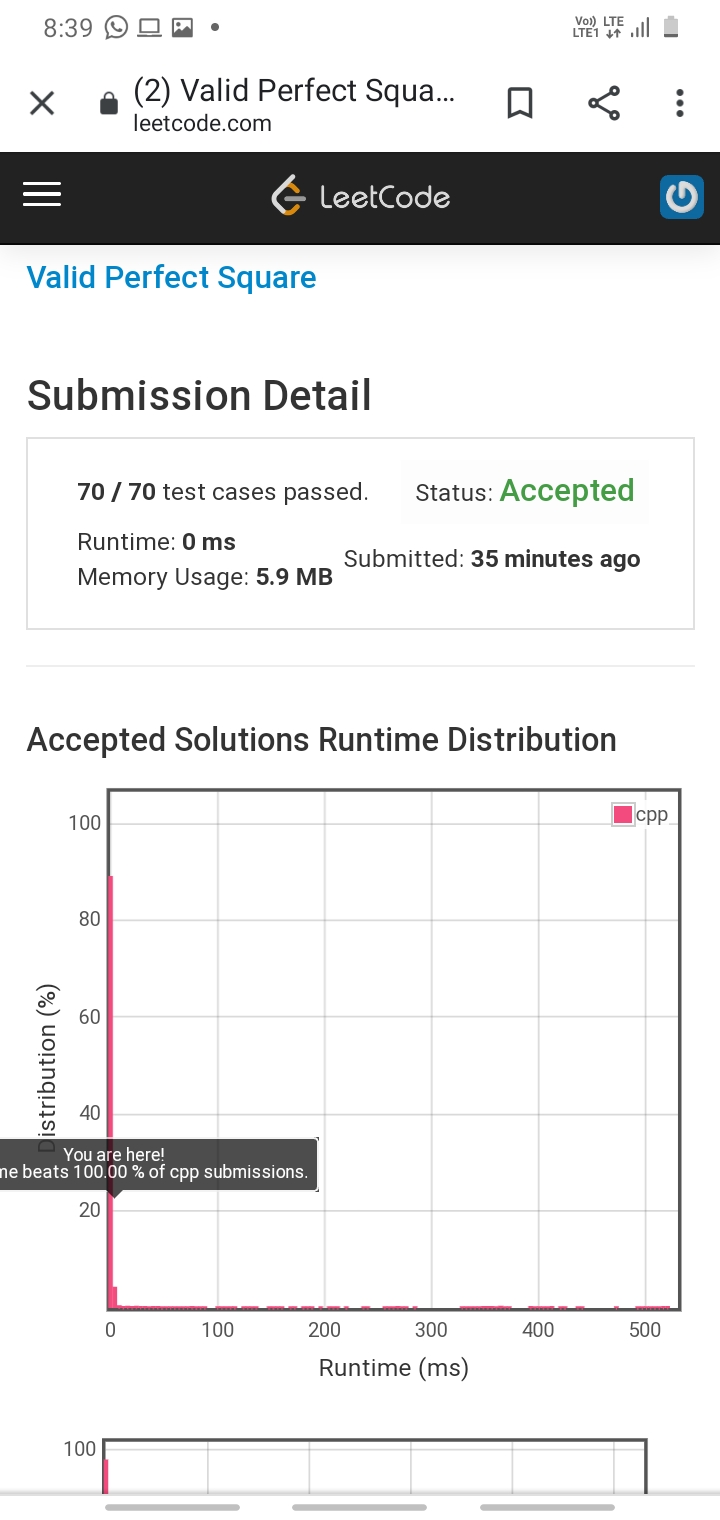 8:39
Vo)) LTE
LTE1
(2) Valid Perfect Squa...
leetcode.com
LeetCode
Valid Perfect Square
Submission Detail
70 / 70 test cases passed.
Status: Accepted
Runtime: 0 ms
Submitted: 35 minutes ago
Memory Usage: 5.9 MB
Accepted Solutions Runtime Distribution
cpp
100
80
60
40
20
Distribution (%)
You are here!
me beats 100.00 % of cpp submissions.
0 100 200 300 400 500
Runtime (ms)
100